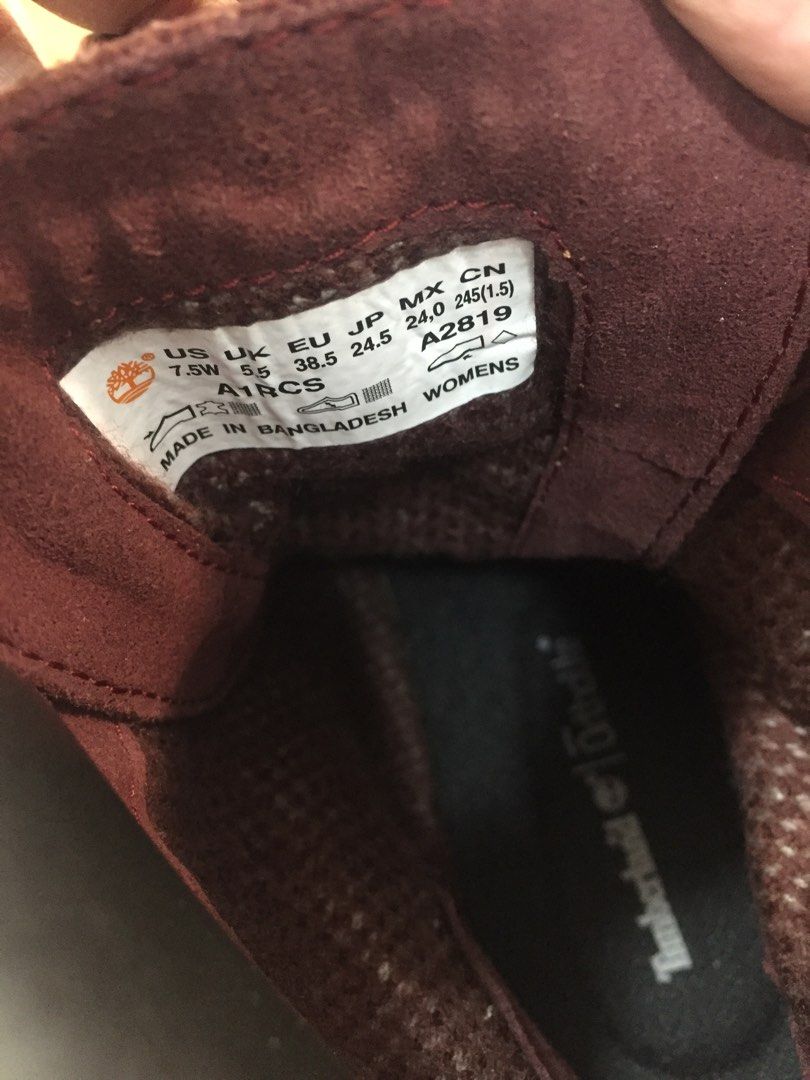 US UK EU JP MX CN
7.5W 5.5 38.5 24.5 24,0 245(1.5)
A1RCS A2819
MADE IN BANGLADESH WOMENS
Timberland